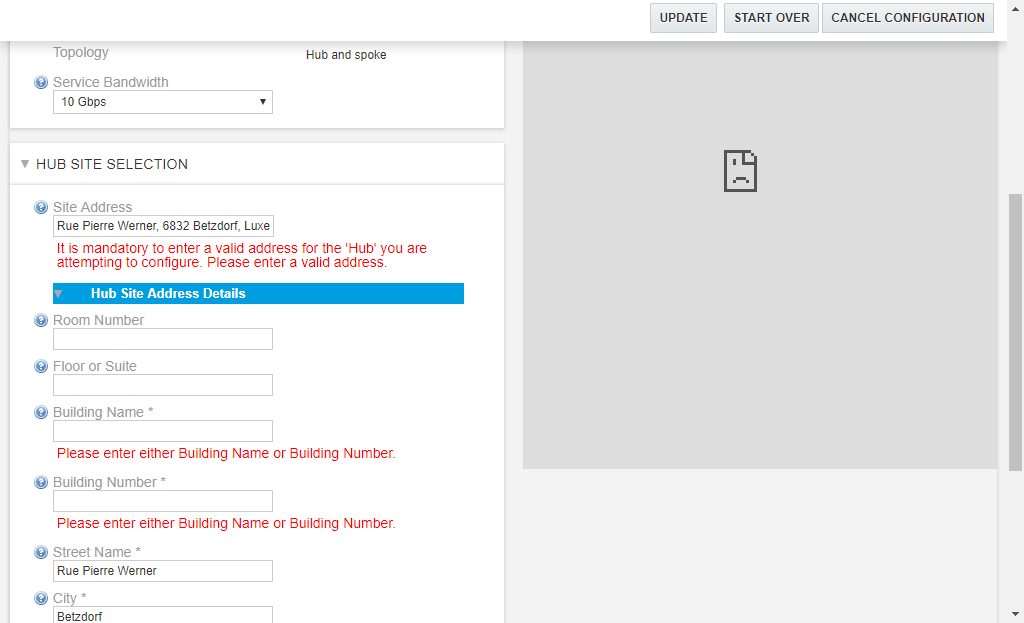 UPDATE
START OVER
CANCEL CONFIGURATION
Topology
Hub and spoke
Service Bandwidth
10 Gbps
HUB SITE SELECTION
Site Address
Rue Pierre Werner, 6832 Betzdorf, Luxe
It is mandatory to enter a valid address for the 'Hub' you are
attempting to configure. Please enter a valid address.
Hub Site Address Details
Room Number
Floor or Suite
Building Name *
Please enter either Building Name or Building Number.
Building Number *
Please enter either Building Name or Building Number.
Street Name *
Rue Pierre Werner
City *
Betzdorf